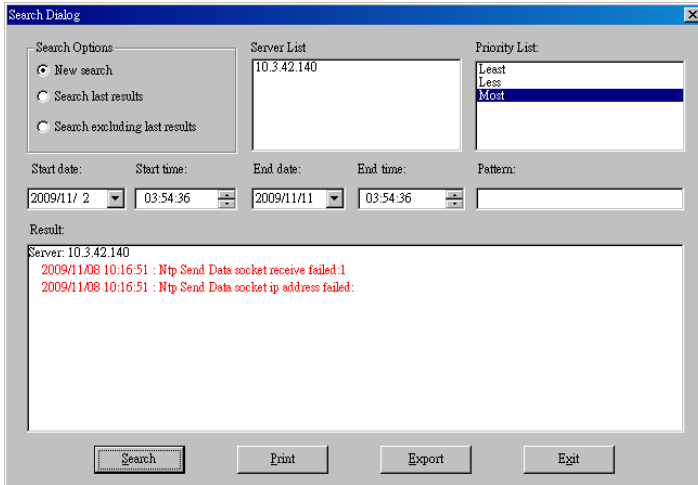 Search Dialog
Search Options
New search
Search last results
Search excluding last results
Server List
10.3.42.140
Priority List:
Least
Less
Most
Start date:
Start time:
End date:
End time:
Pattern:
2009/11/ 2
03:54:36
2009/11/11
03:54:36
Result:
Server: 10.3.42.140
2009/11/08 10:16:51 : Ntp Send Data socket receive failed:1
2009/11/08 10:16:51 : Ntp Send Data socket ip address failed:
Search
Print
Export
Exit